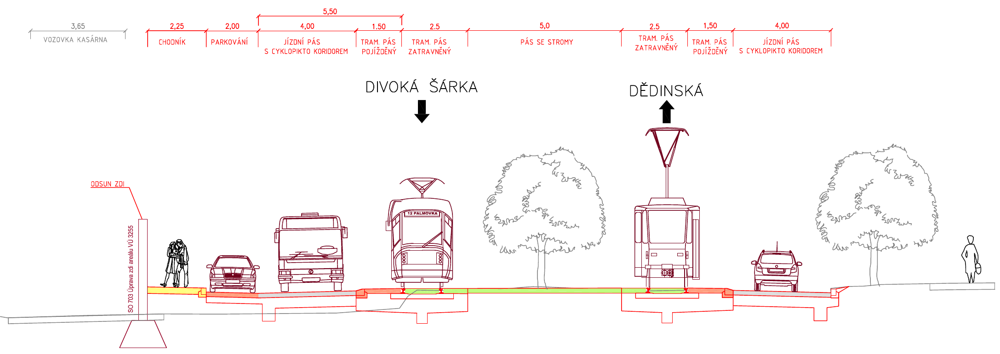 5,50
3,65
2,25
2,00
4,00
1.50
2.5
5,0
2.5
1,50
4,00
VOZOVKA KASÁRNA
CHODNÍK
PARKOVÁNÍ
JÍZDNÍ PÁS
S CYKLOPIKTO KORIDOREM
TRAM. PÁS
POJÍŽDĚNÝ
TRAM. PÁS
ZATRAVNĚNÝ
PÁS SE STROMY
TRAM. PÁS
ZATRAVNĚNÝ
TRAM. PÁS
POJÍŽDĚNÝ
JÍZDNÍ PÁS
S CYKLOPIKTO KORIDOREM
DIVOKÁ ŠÁRKA
DĚDINSKÁ
ODSUN ZDI
12 PALMOVKA
SO 703 Úprava zdi areálu VÚ 3255